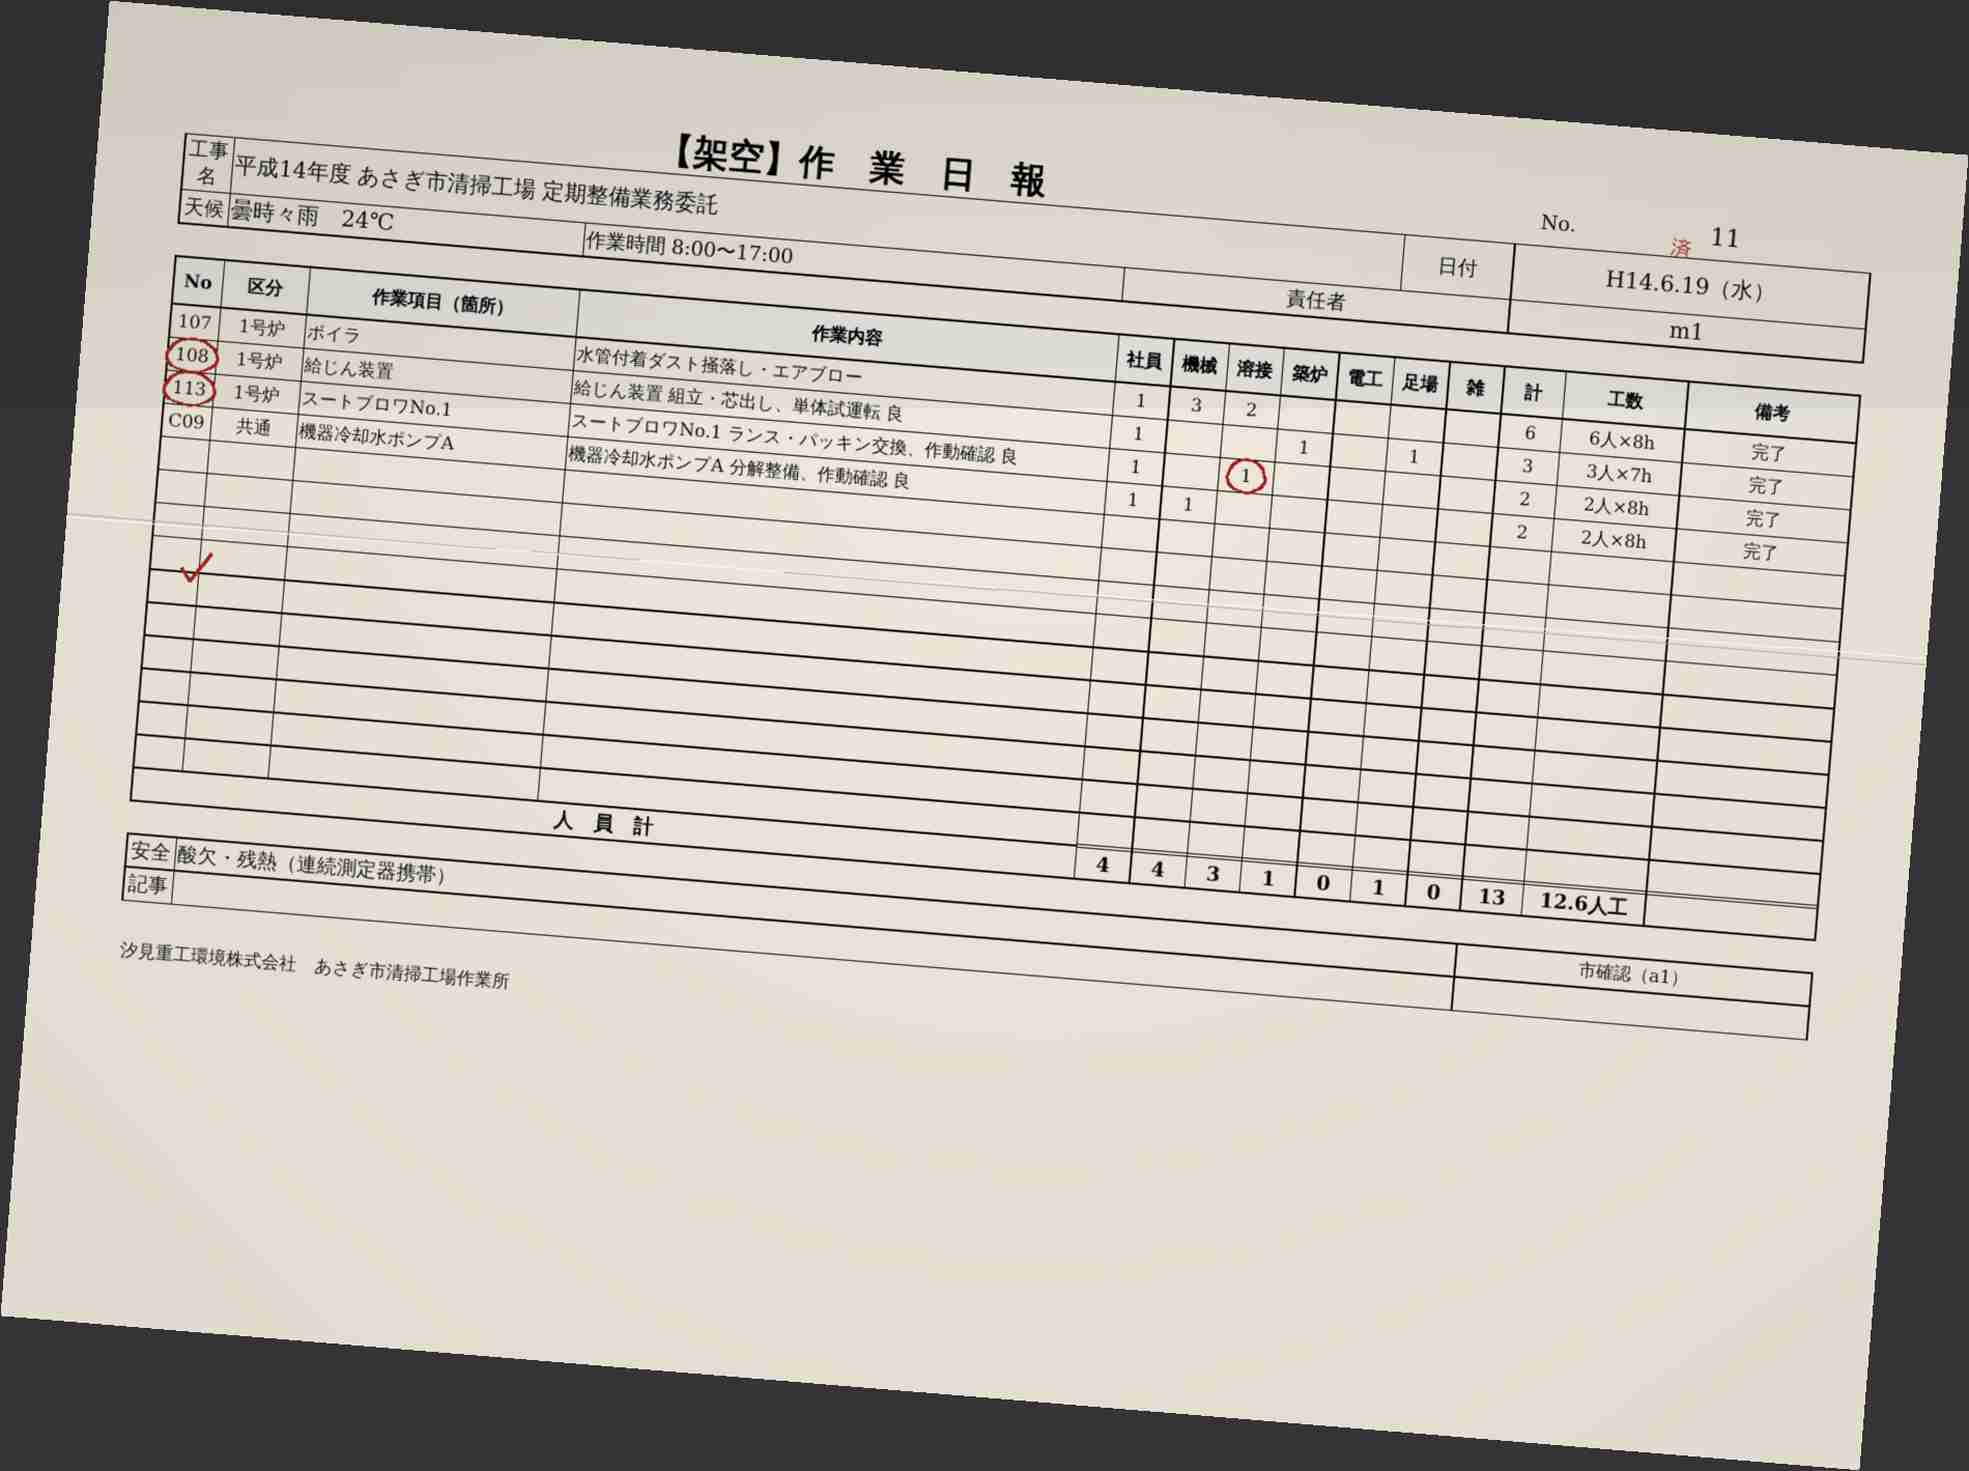 【架空】作 業 日 報
No. 済 11
工事名 平成14年度 あさぎ市清掃工場 定期整備業務委託 日付 H14.6.19（水）
天候 曇時々雨 24℃ 作業時間 8:00〜17:00 責任者 m1
No 区分 作業項目（箇所） 作業内容 社員 機械 溶接 築炉 電工 足場 雑 計 工数 備考
107 1号炉 ボイラ 水管付着ダスト掻落し・エアブロー 1 3 2 6 6人×8h 完了
108 1号炉 給じん装置 給じん装置 組立・芯出し、単体試運転 良 1 1 1 3 3人×7h 完了
113 1号炉 スートブロワNo.1 スートブロワNo.1 ランス・パッキン交換、作動確認 良 1 1 2 2人×8h 完了
C09 共通 機器冷却水ポンプA 機器冷却水ポンプA 分解整備、作動確認 良 1 1 2 2人×8h 完了
人 員 計 4 4 3 1 0 1 0 13 12.6人工
安全 酸欠・残熱（連続測定器携帯） 市確認（a1）
記事
汐見重工環境株式会社 あさぎ市清掃工場作業所